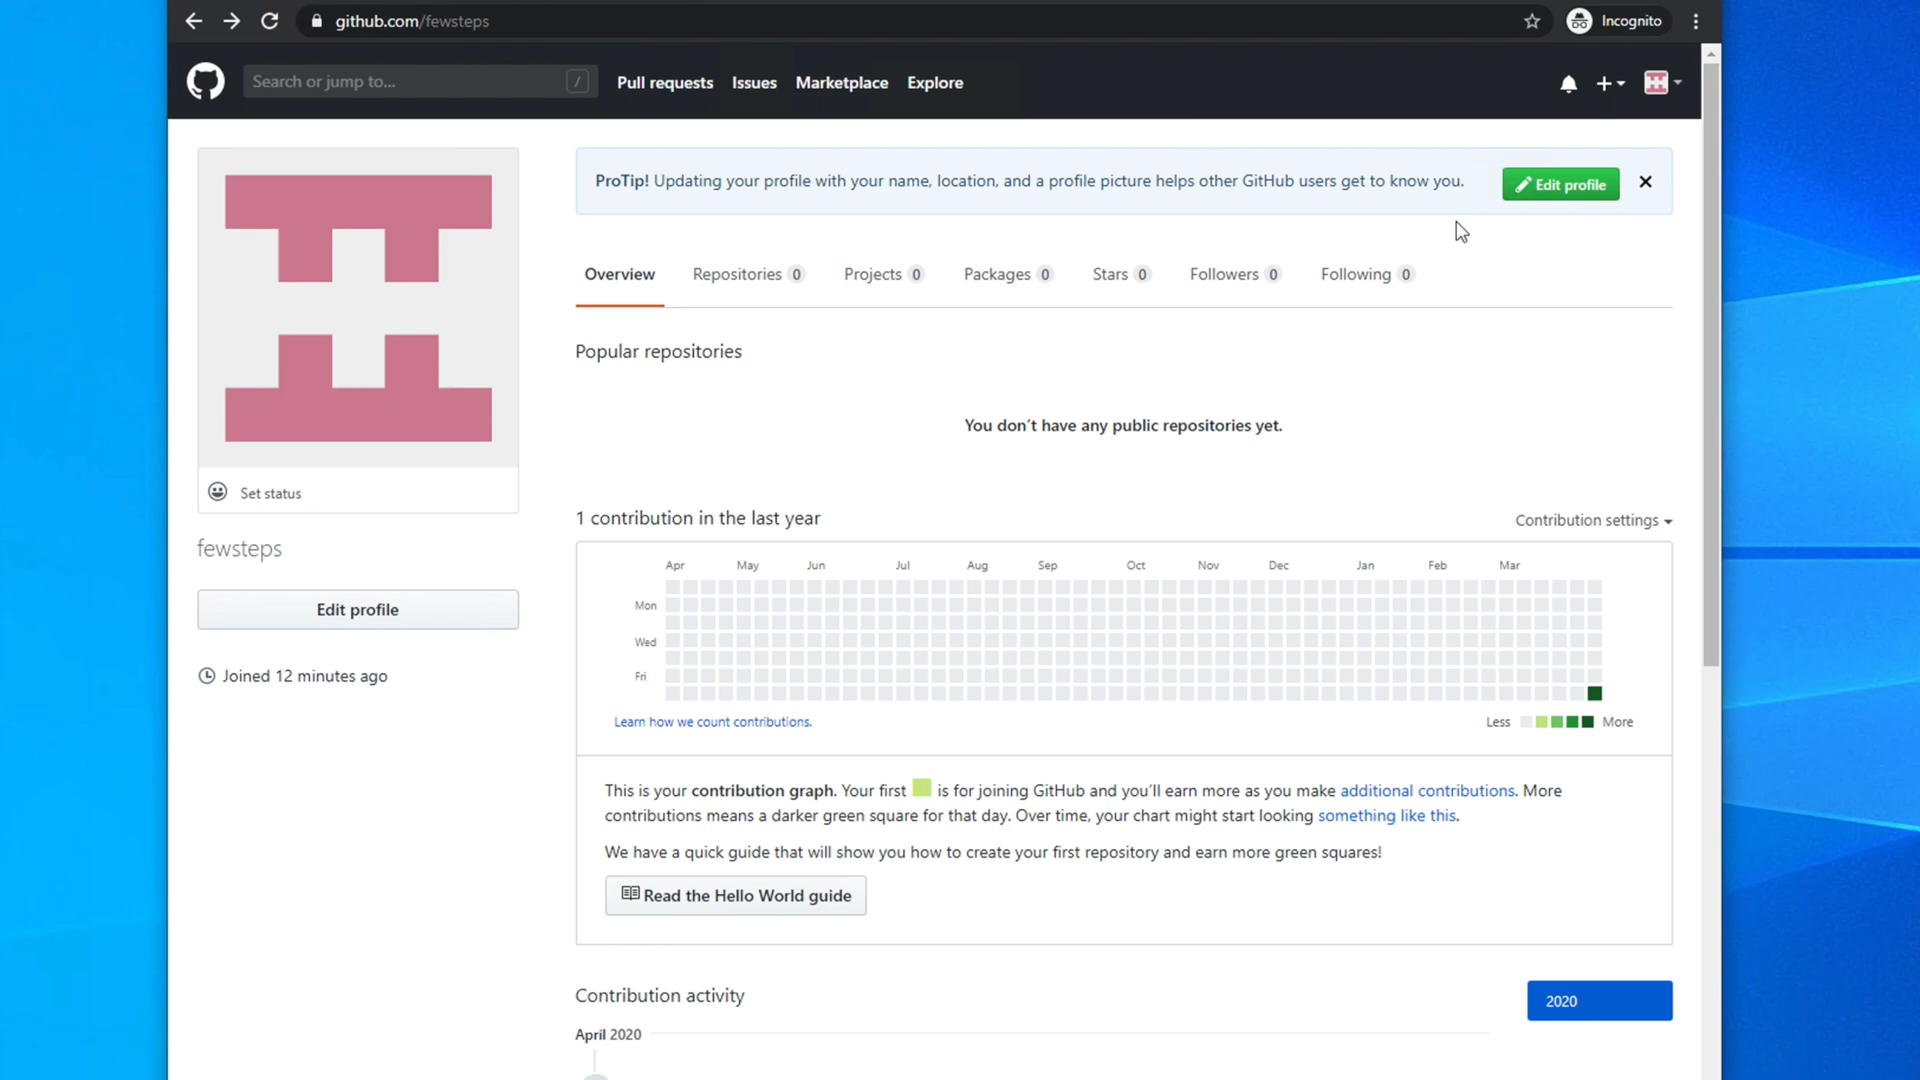 github.com/fewsteps
Incognito
Search or jump to...
/
Pull requests
Issues
Marketplace
Explore
ProTip! Updating your profile with your name, location, and a profile picture helps other GitHub users get to know you.
Edit profile
Overview
Repositories 0
Projects 0
Packages 0
Stars 0
Followers 0
Following 0
Popular repositories
You don't have any public repositories yet.
Set status
fewsteps
Edit profile
Joined 12 minutes ago
1 contribution in the last year
Contribution settings
Apr May Jun Jul Aug Sep Oct Nov Dec Jan Feb Mar
Mon
Wed
Fri
Learn how we count contributions.
Less More
This is your contribution graph. Your first is for joining GitHub and you'll earn more as you make additional contributions. More
contributions means a darker green square for that day. Over time, your chart might start looking something like this.
We have a quick guide that will show you how to create your first repository and earn more green squares!
Read the Hello World guide
Contribution activity
2020
April 2020